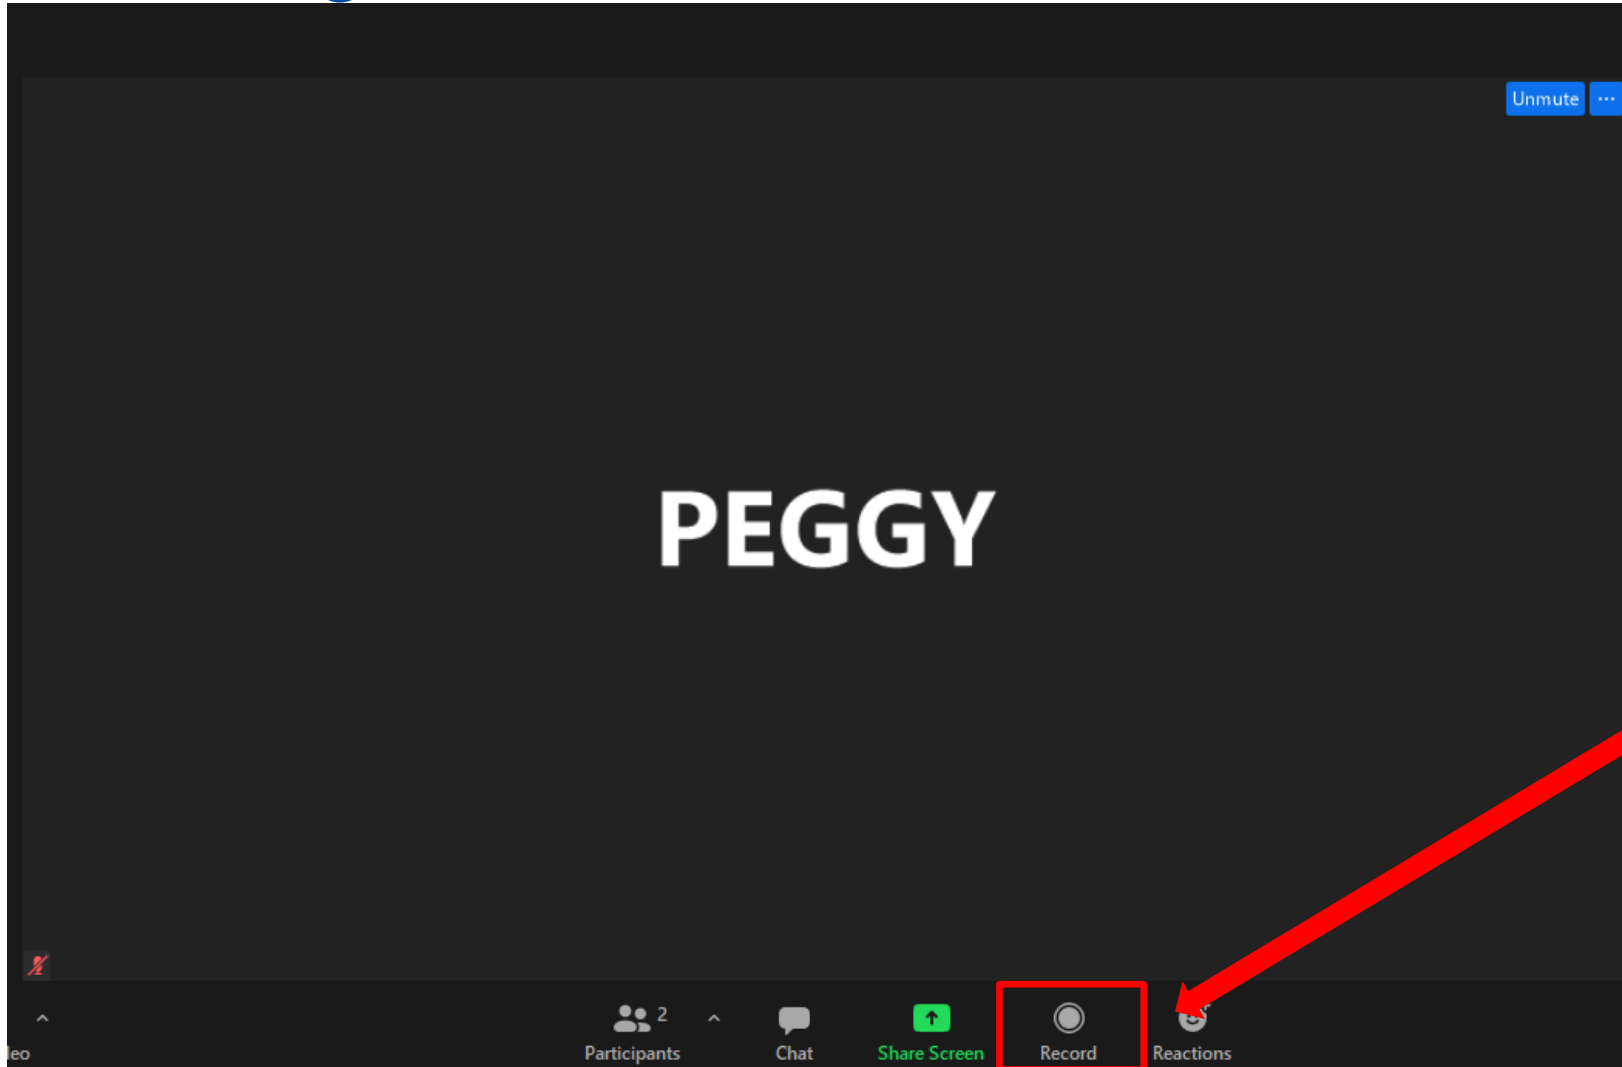 Unmute
PEGGY
2
leo
Participants
Chat
Share Screen
Record
Reactions